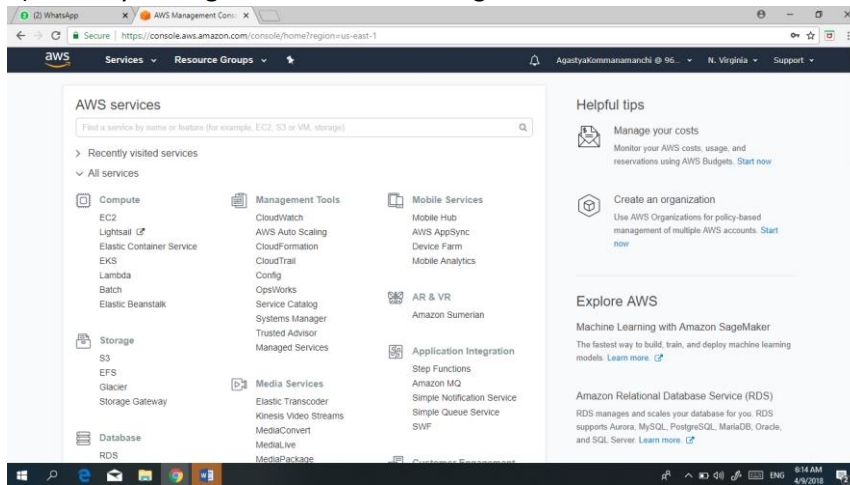 (2) WhatsApp
AWS Management Consol
Secure | https://console.aws.amazon.com/console/home?region=us-east-1
aws
Services
Resource Groups
AgastyaKommanamanchi @ 96...
N. Virginia
Support
AWS services
Find a service by name or feature (for example, EC2, S3 or VM, storage)
Recently visited services
All services
Compute
EC2
Lightsail
Elastic Container Service
EKS
Lambda
Batch
Elastic Beanstalk
Storage
S3
EFS
Glacier
Storage Gateway
Database
RDS
Management Tools
CloudWatch
AWS Auto Scaling
CloudFormation
CloudTrail
Config
OpsWorks
Service Catalog
Systems Manager
Trusted Advisor
Managed Services
Media Services
Elastic Transcoder
Kinesis Video Streams
MediaConvert
MediaLive
MediaPackage
Mobile Services
Mobile Hub
AWS AppSync
Device Farm
Mobile Analytics
AR & VR
Amazon Sumerian
Application Integration
Step Functions
Amazon MQ
Simple Notification Service
Simple Queue Service
SWF
Customer Engagement
Helpful tips
Manage your costs
Monitor your AWS costs, usage, and
reservations using AWS Budgets. Start now
Create an organization
Use AWS Organizations for policy-based
management of multiple AWS accounts. Start
now
Explore AWS
Machine Learning with Amazon SageMaker
The fastest way to build, train, and deploy machine learning
models. Learn more.
Amazon Relational Database Service (RDS)
RDS manages and scales your database for you. RDS
supports Aurora, MySQL, PostgreSQL, MariaDB, Oracle,
and SQL Server. Learn more.
ENG
6:14 AM
4/9/2018